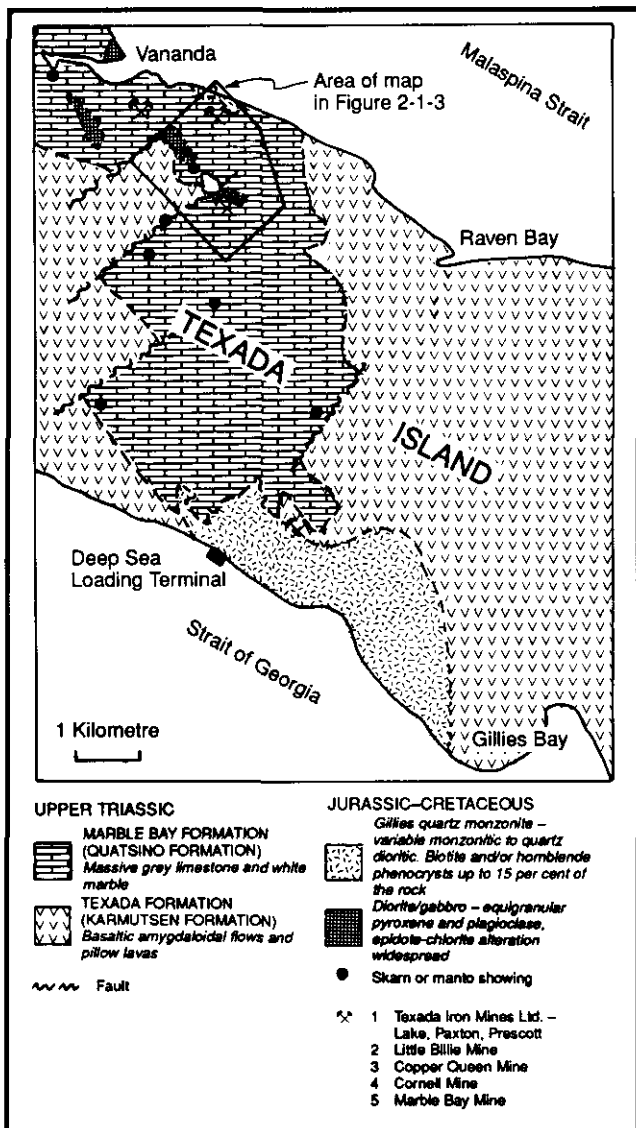 Vananda
Malaspina Strait
Area of map
in Figure 2-1-3
Raven Bay
TEXADA
ISLAND
Deep Sea
Loading Terminal
Strait of Georgia
1 Kilometre
Gillies Bay
UPPER TRIASSIC
MARBLE BAY FORMATION
(QUATSINO FORMATION)
Massive grey limestone and white
marble
TEXADA FORMATION
(KARMUTSEN FORMATION)
Basaltic amygdaloidal flows and
pillow lavas
Fault
JURASSIC–CRETACEOUS
Gillies quartz monzonite –
variable monzonitic to quartz
dioritic. Biotite and/or hornblende
phenocrysts up to 15 per cent of
the rock
Diorite/gabbro – equigranular
pyroxene and plagioclase,
epidote-chlorite alteration
widespread
Skarn or manto showing
1 Texada Iron Mines Ltd. –
Lake, Paxton, Prescott
2 Little Billie Mine
3 Copper Queen Mine
4 Cornell Mine
5 Marble Bay Mine